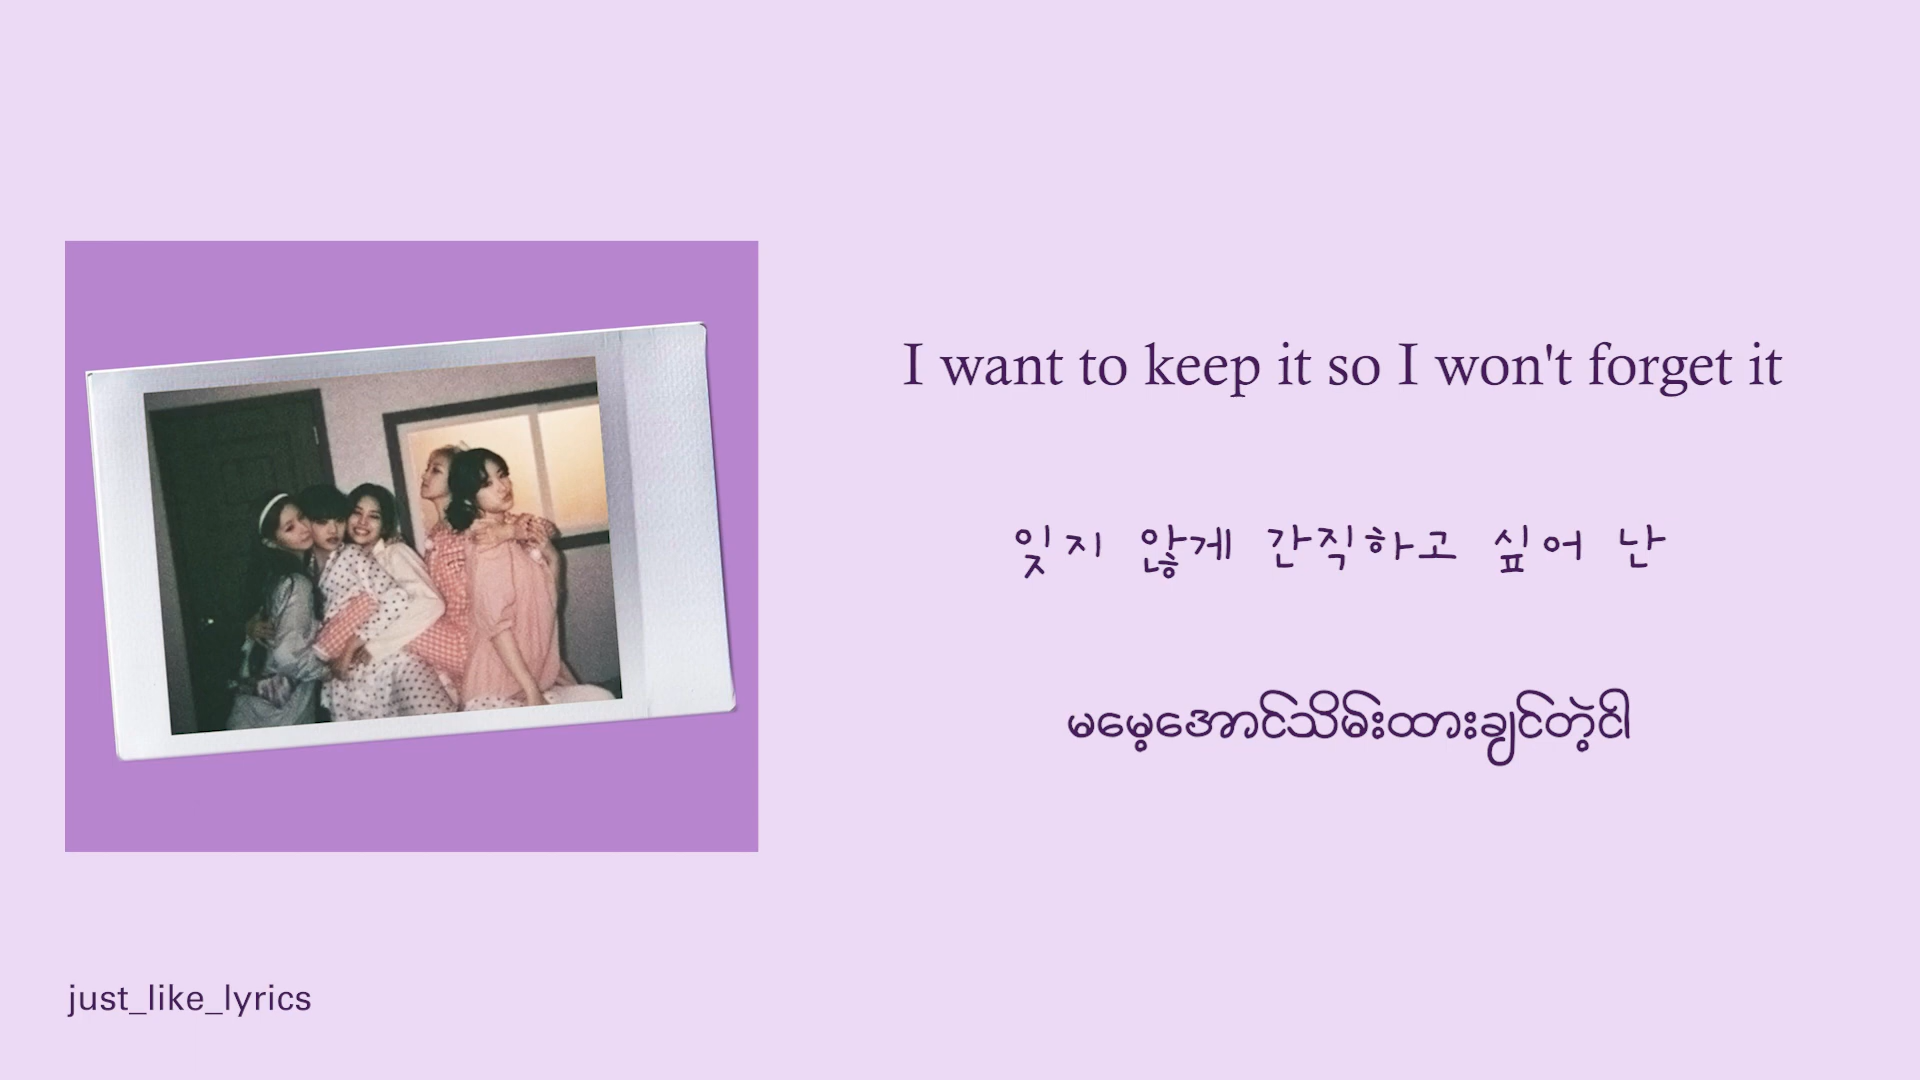 I want to keep it so I won't forget it
잊지 않게 간직하고 싶어 난
မမေ့အောင်သိမ်းထားချင်တဲ့ငါ
just_like_lyrics